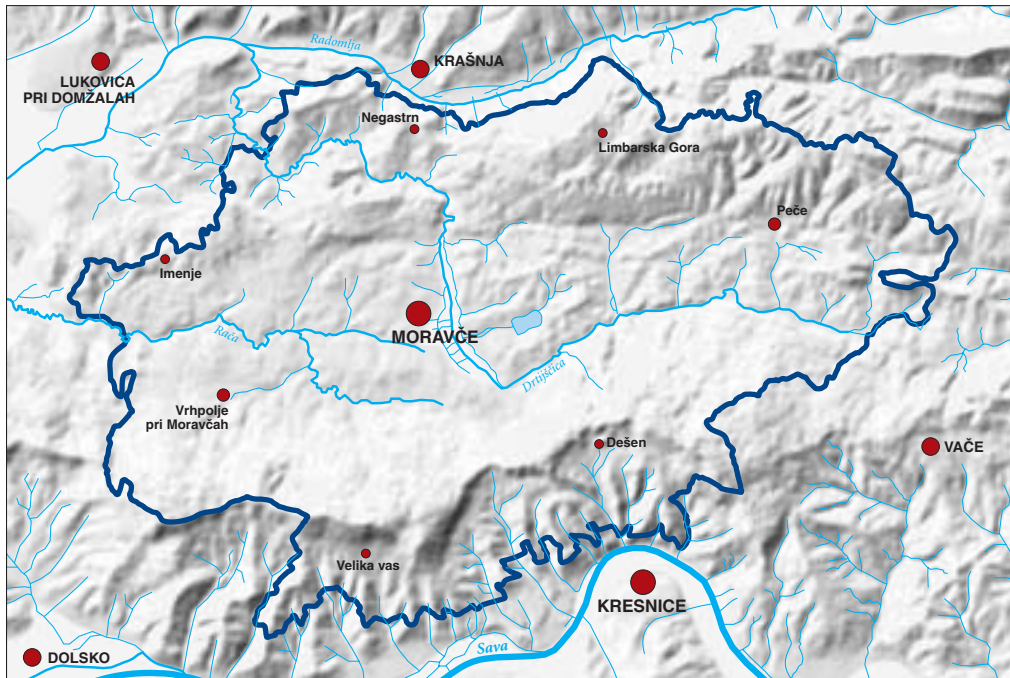 Radomlja
KRAŠNJA
LUKOVICA
PRI DOMŽALAH
Negastrn
Limbarska Gora
Peče
Imenje
MORAVČE
Rača
Drtijščica
Vrhpolje
pri Moravčah
Dešen
VAČE
Velika vas
KRESNICE
Sava
DOLSKO